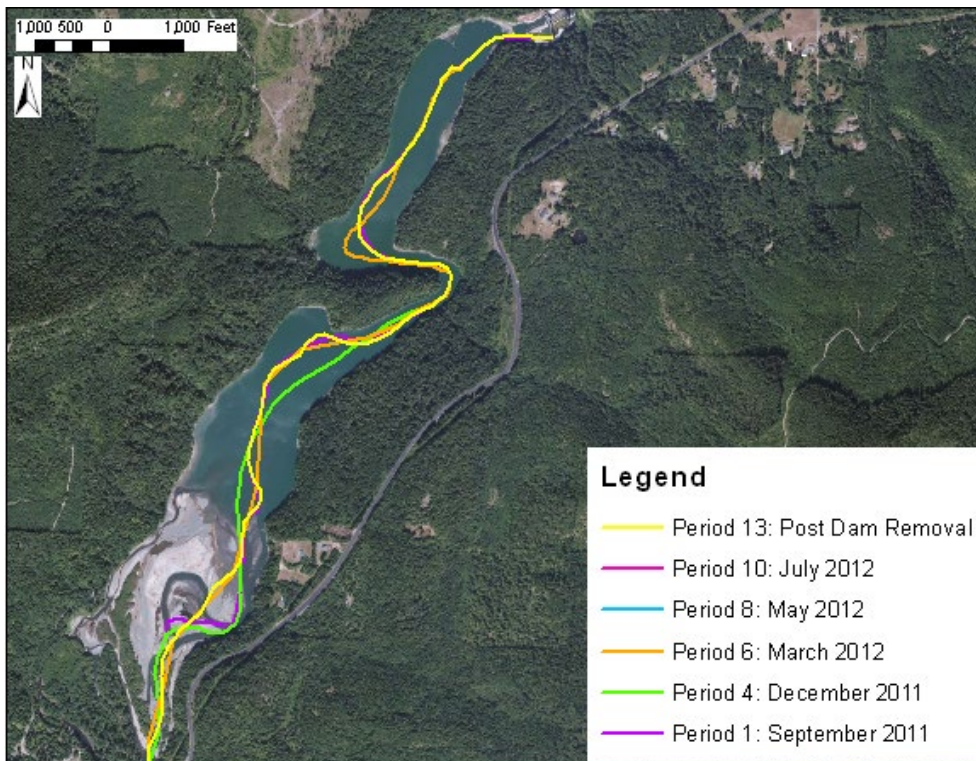 1,000 500 0 1,000 Feet
N
Legend
Period 13: Post Dam Removal
Period 10: July 2012
Period 8: May 2012
Period 6: March 2012
Period 4: December 2011
Period 1: September 2011